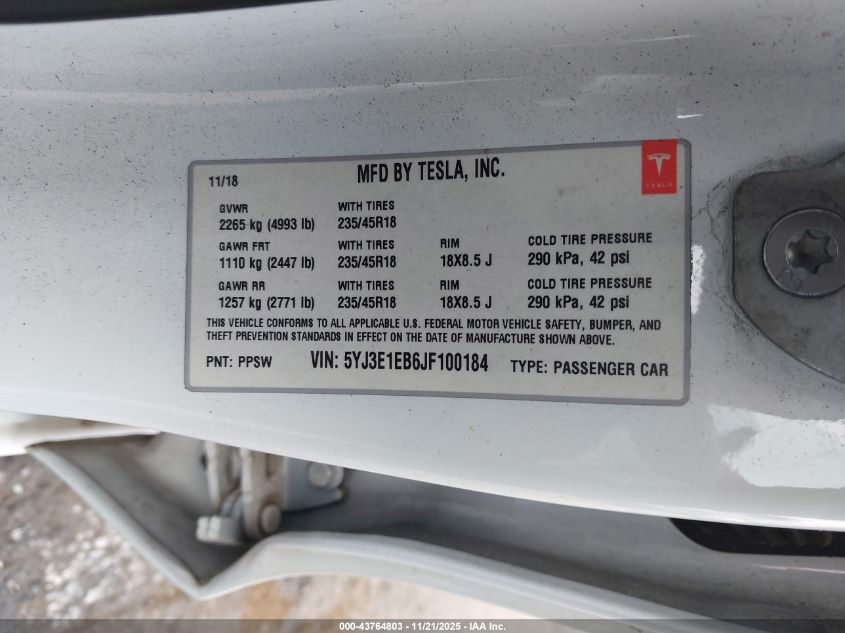 11/18
MFD BY TESLA, INC.
TESLA
GVWR
WITH TIRES
2265 kg (4993 lb)
235/45R18
GAWR FRT
WITH TIRES
RIM
COLD TIRE PRESSURE
1110 kg (2447 lb)
235/45R18
18X8.5 J
290 kPa, 42 psi
GAWR RR
WITH TIRES
RIM
COLD TIRE PRESSURE
1257 kg (2771 lb)
235/45R18
18X8.5 J
290 kPa, 42 psi
THIS VEHICLE CONFORMS TO ALL APPLICABLE U.S. FEDERAL MOTOR VEHICLE SAFETY, BUMPER, AND
THEFT PREVENTION STANDARDS IN EFFECT ON THE DATE OF MANUFACTURE SHOWN ABOVE.
PNT: PPSW
VIN: 5YJ3E1EB6JF100184
TYPE: PASSENGER CAR
000-43764803 - 11/21/2025 - IAA Inc.